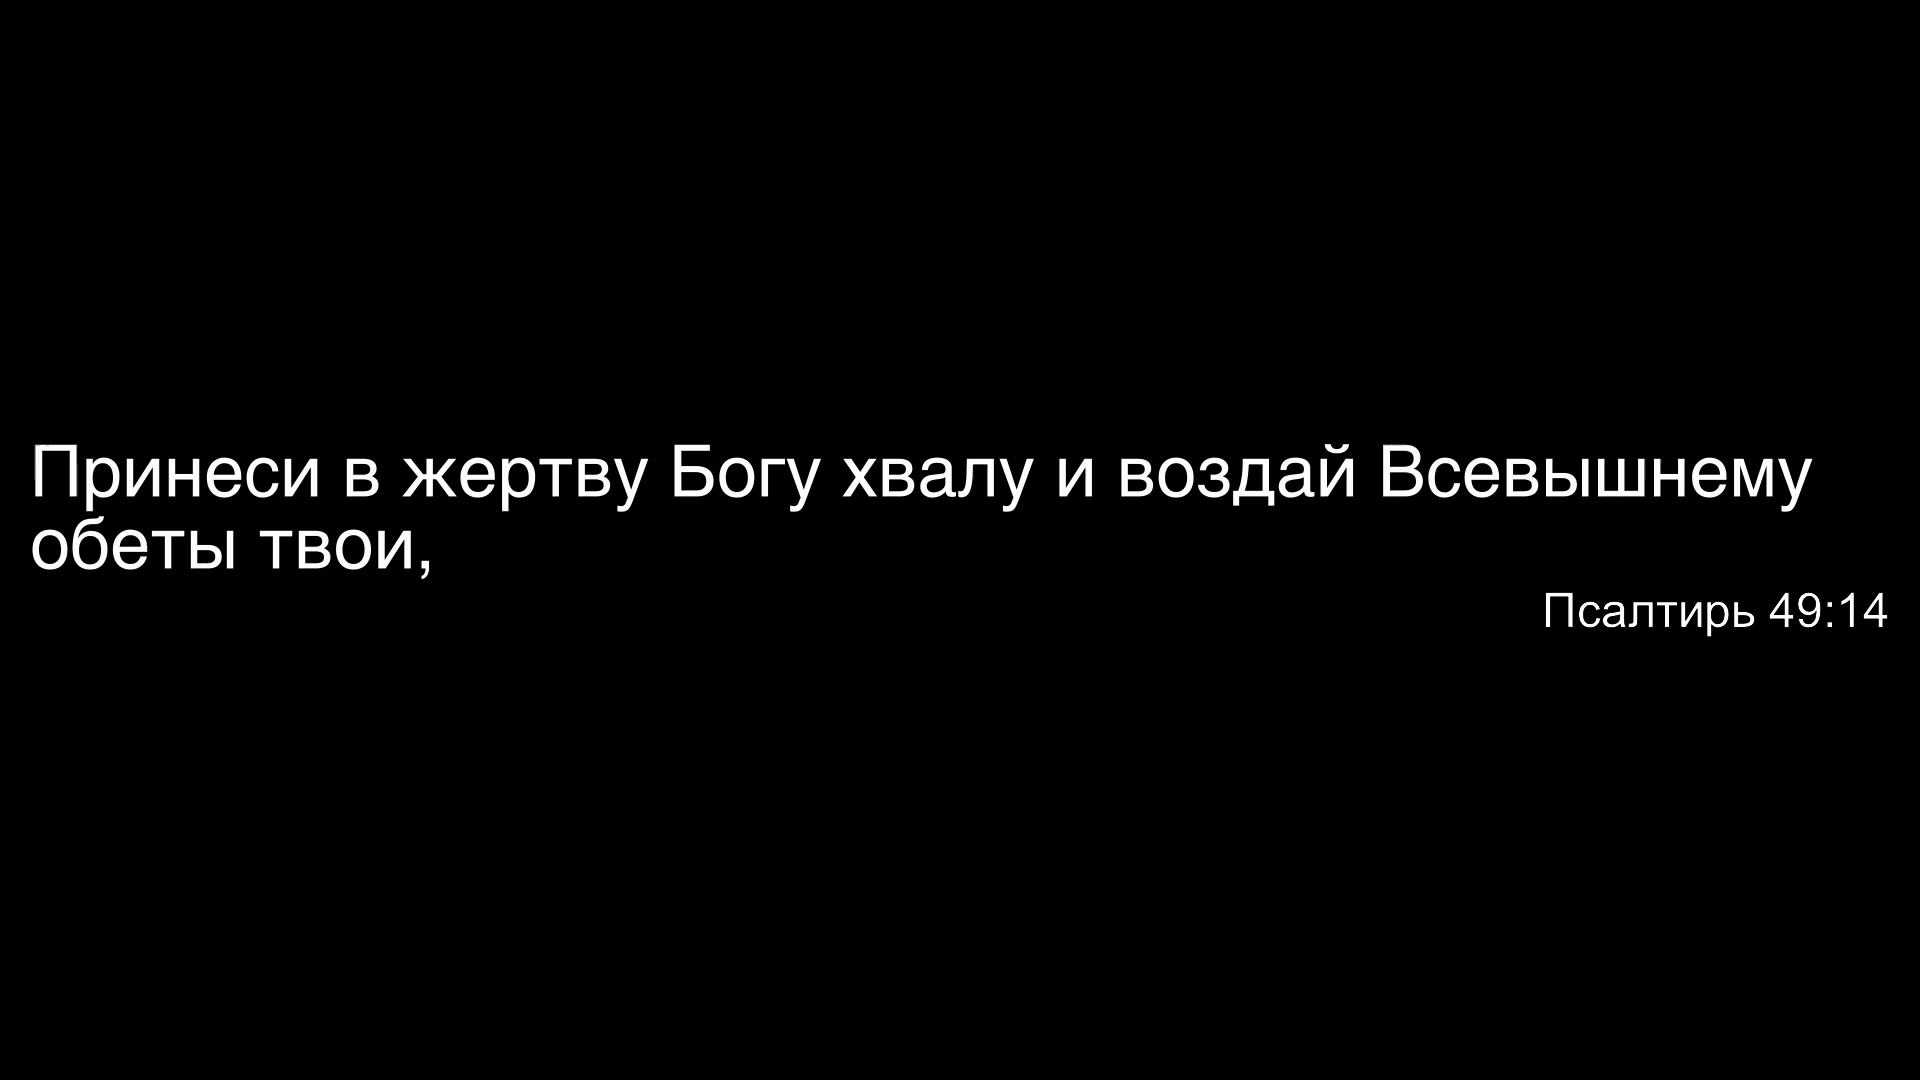 Принеси в жертву Богу хвалу и воздай Всевышнему
обеты твои,
Псалтирь 49:14